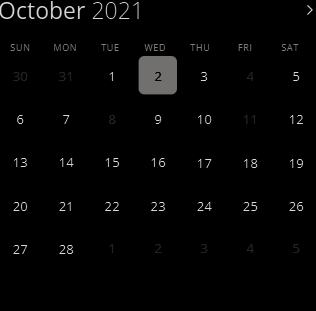 October 2021
SUN MON TUE WED THU FRI SAT
30 31 1 2 3 4 5
6 7 8 9 10 11 12
13 14 15 16 17 18 19
20 21 22 23 24 25 26
27 28 1 2 3 4 5